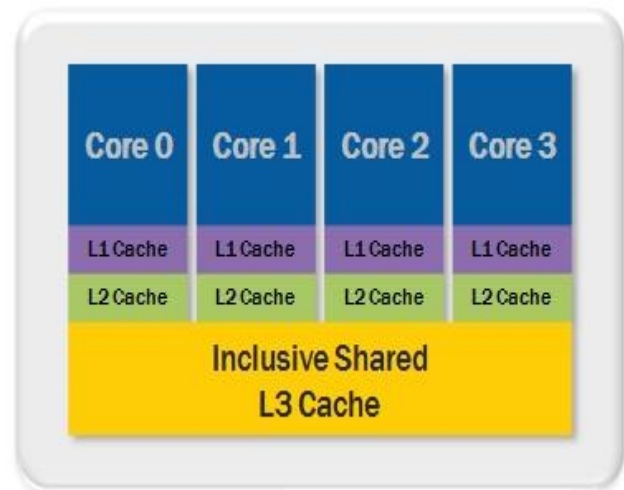 Core 0 Core 1 Core 2 Core 3
L1 Cache L1 Cache L1 Cache L1 Cache
L2 Cache L2 Cache L2 Cache L2 Cache
Inclusive Shared
L3 Cache